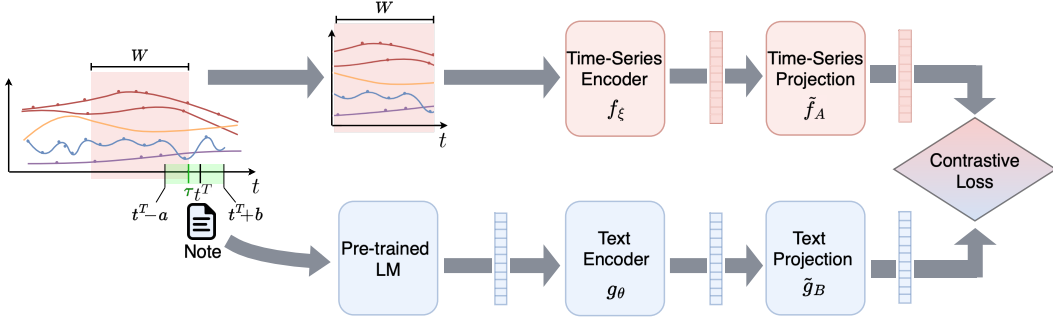 W
t
τ
t^T
t^T−a
t^T+b
Note
W
t
Time-Series
Encoder
f_ξ
Time-Series
Projection
f̃_A
Contrastive
Loss
Pre-trained
LM
Text
Encoder
g_θ
Text
Projection
g̃_B